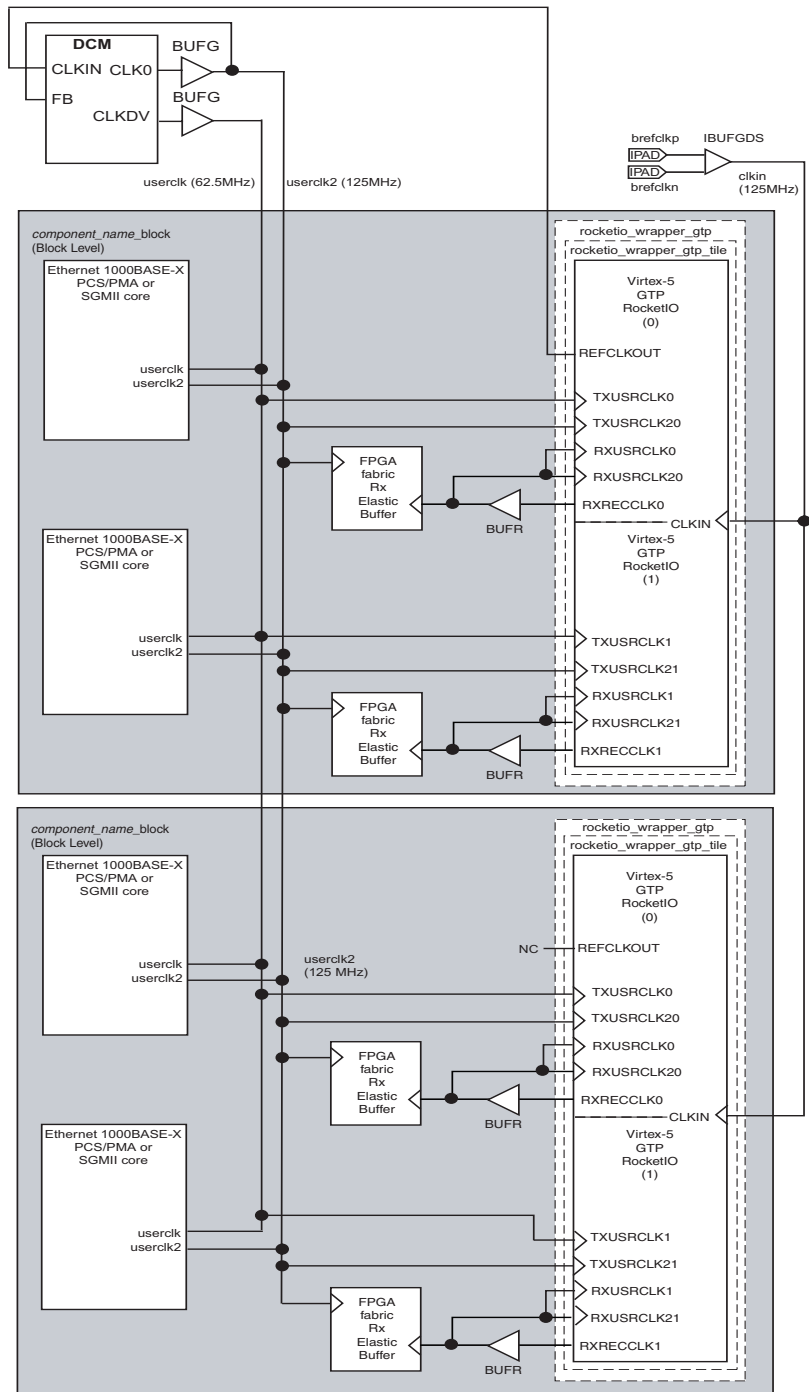 DCM
BUFG
CLKIN CLK0
FB
BUFG
CLKDV
userclk (62.5MHz)
userclk2 (125MHz)
brefclkp
IBUFGDS
IPAD
IPAD
brefclkn
clkin
(125MHz)
component_name_block
(Block Level)
Ethernet 1000BASE-X
PCS/PMA or
SGMII core
userclk
userclk2
rocketio_wrapper_gtp
rocketio_wrapper_gtp_tile
Virtex-5
GTP
RocketIO
(0)
REFCLKOUT
TXUSRCLK0
TXUSRCLK20
RXUSRCLK0
RXUSRCLK20
RXRECCLK0
FPGA
fabric
Rx
Elastic
Buffer
BUFR
CLKIN
Ethernet 1000BASE-X
PCS/PMA or
SGMII core
userclk
userclk2
Virtex-5
GTP
RocketIO
(1)
TXUSRCLK1
TXUSRCLK21
RXUSRCLK1
RXUSRCLK21
RXRECCLK1
FPGA
fabric
Rx
Elastic
Buffer
BUFR
component_name_block
(Block Level)
Ethernet 1000BASE-X
PCS/PMA or
SGMII core
userclk
userclk2
userclk2
(125 MHz)
rocketio_wrapper_gtp
rocketio_wrapper_gtp_tile
Virtex-5
GTP
RocketIO
(0)
NC
REFCLKOUT
TXUSRCLK0
TXUSRCLK20
RXUSRCLK0
RXUSRCLK20
RXRECCLK0
FPGA
fabric
Rx
Elastic
Buffer
BUFR
CLKIN
Ethernet 1000BASE-X
PCS/PMA or
SGMII core
userclk
userclk2
Virtex-5
GTP
RocketIO
(1)
TXUSRCLK1
TXUSRCLK21
RXUSRCLK1
RXUSRCLK21
RXRECCLK1
FPGA
fabric
Rx
Elastic
Buffer
BUFR